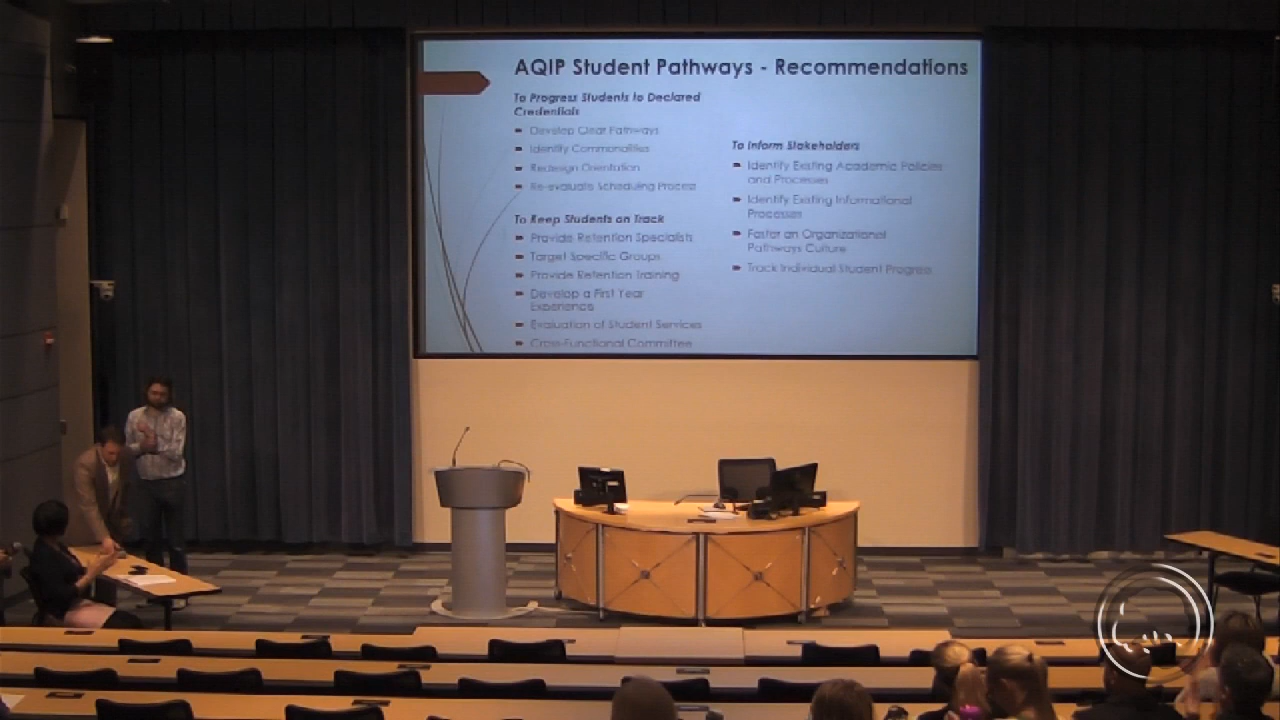 AQIP Student Pathways - Recommendations
To Progress Students to Declared
Credentials
Develop Clear Pathways
Identify Commonalities
Redesign Orientation
Re-evaluate Scheduling Process
To Keep Students on Track
Provide Retention Specialists
Target Specific Groups
Provide Retention Training
Develop a First Year
Experience
Evaluation of Student Services
Cross-Functional Committee
To Inform Stakeholders
Identify Existing Academic Policies
and Processes
Identify Existing Informational
Processes
Foster an Organizational
Pathways Culture
Track Individual Student Progress